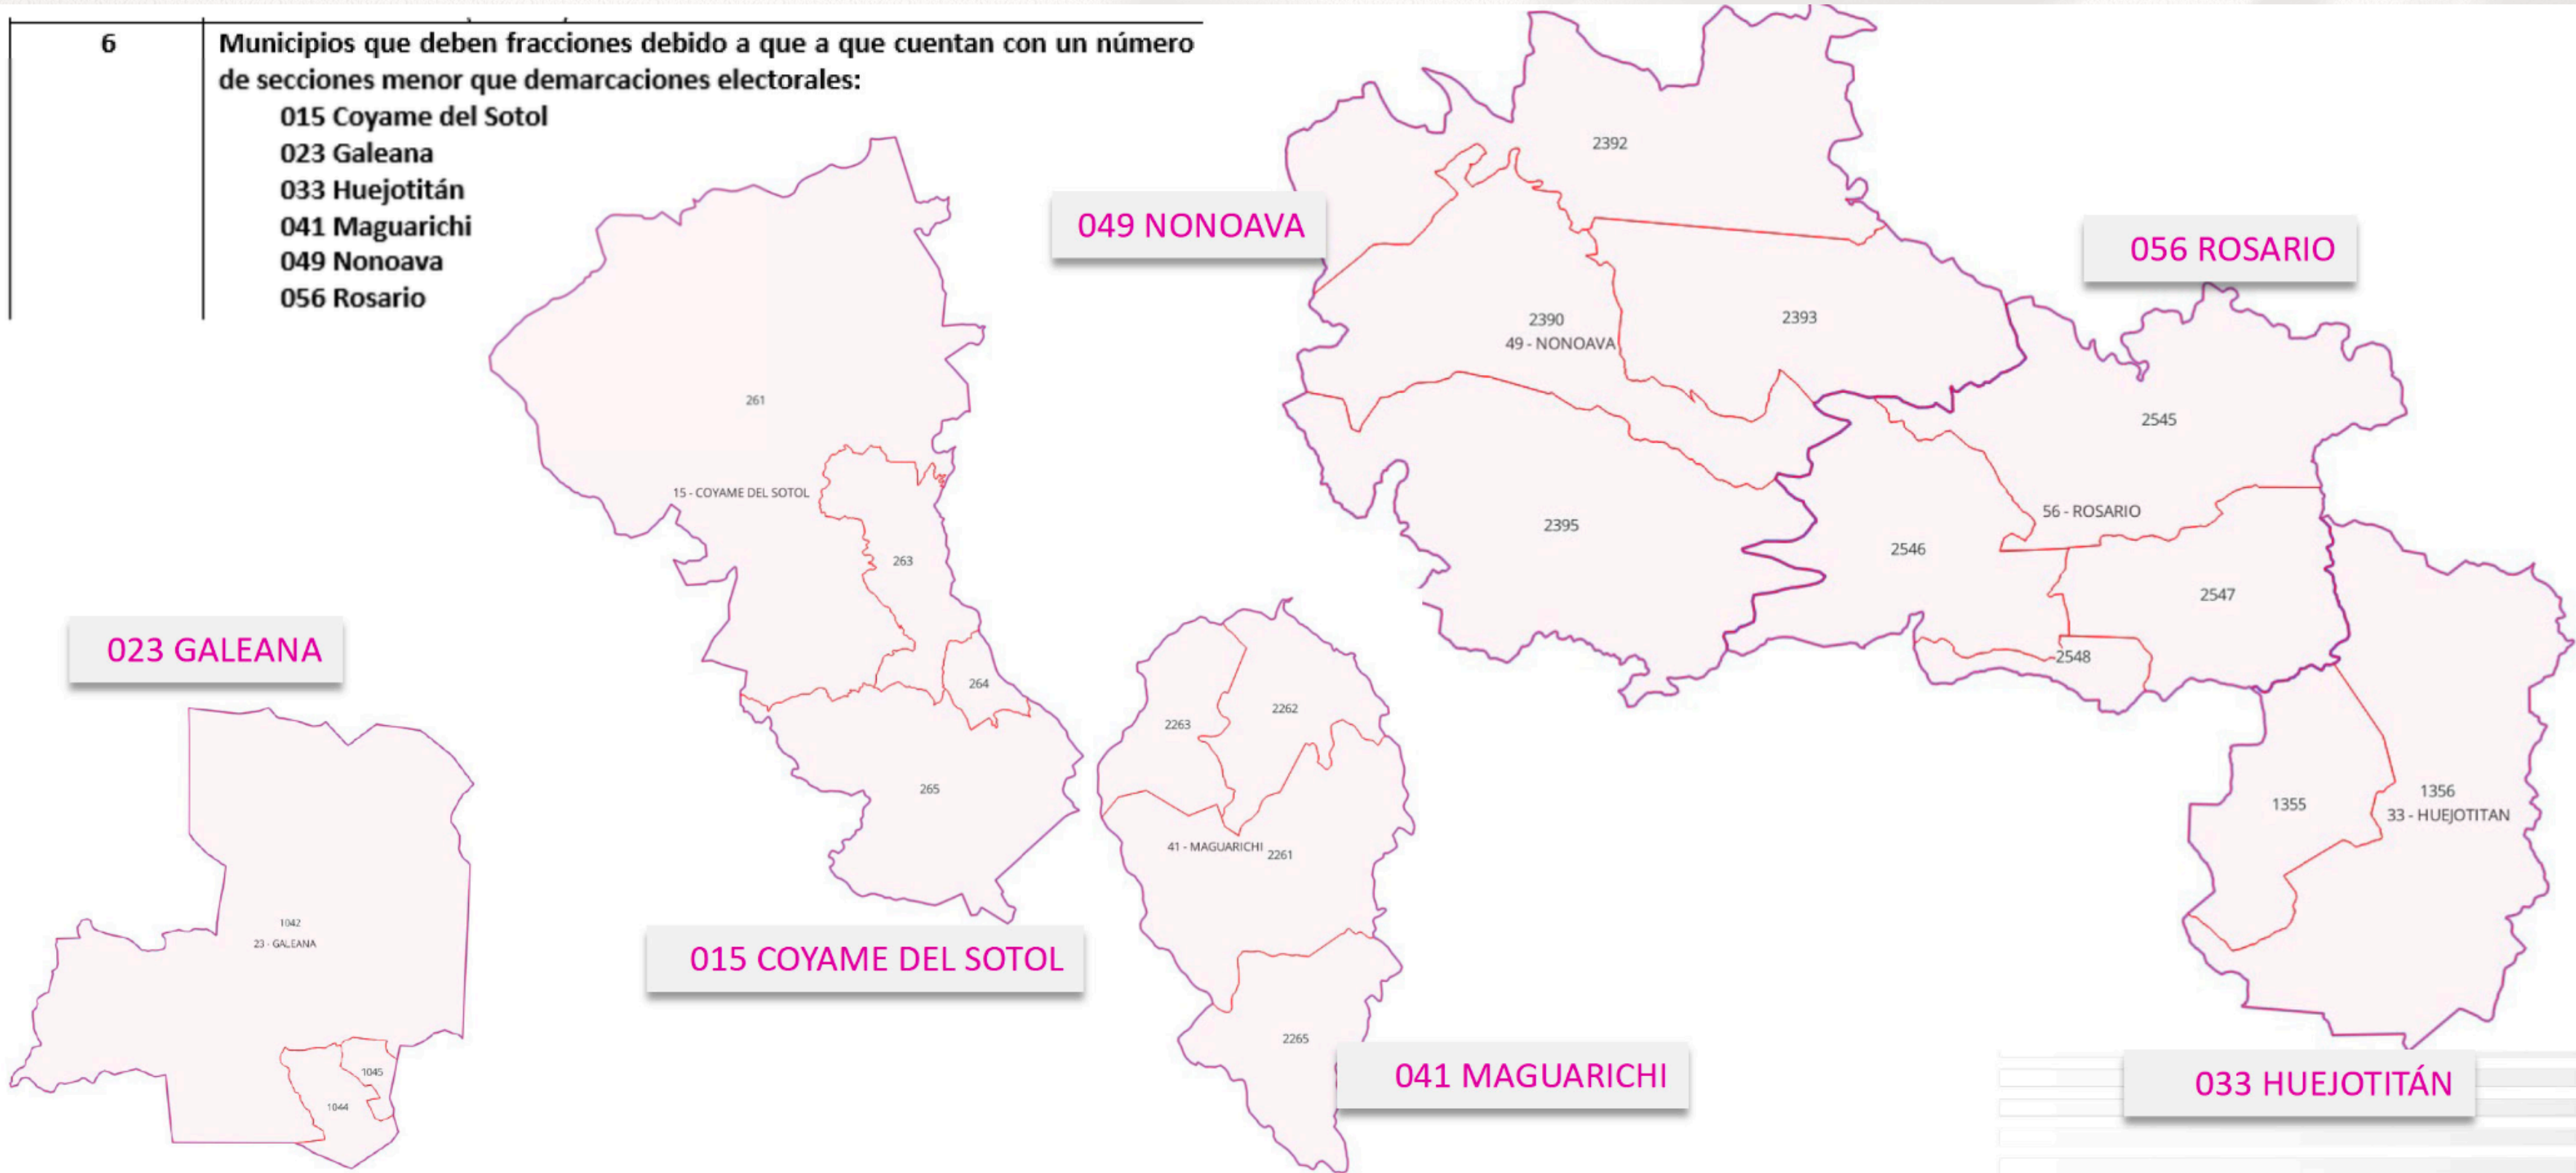 6
Municipios que deben fracciones debido a que a que cuentan con un número
de secciones menor que demarcaciones electorales:
015 Coyame del Sotol
023 Galeana
033 Huejotitán
041 Maguarichi
049 Nonoava
056 Rosario
049 NONOAVA
2392
2390
49 - NONOAVA
2393
2395
056 ROSARIO
2545
56 - ROSARIO
2546
2547
2548
261
15 - COYAME DEL SOTOL
263
264
265
015 COYAME DEL SOTOL
023 GALEANA
1042
23 - GALEANA
1045
1044
2263
2262
41 - MAGUARICHI
2261
2265
041 MAGUARICHI
1355
1356
33 - HUEJOTITAN
033 HUEJOTITÁN